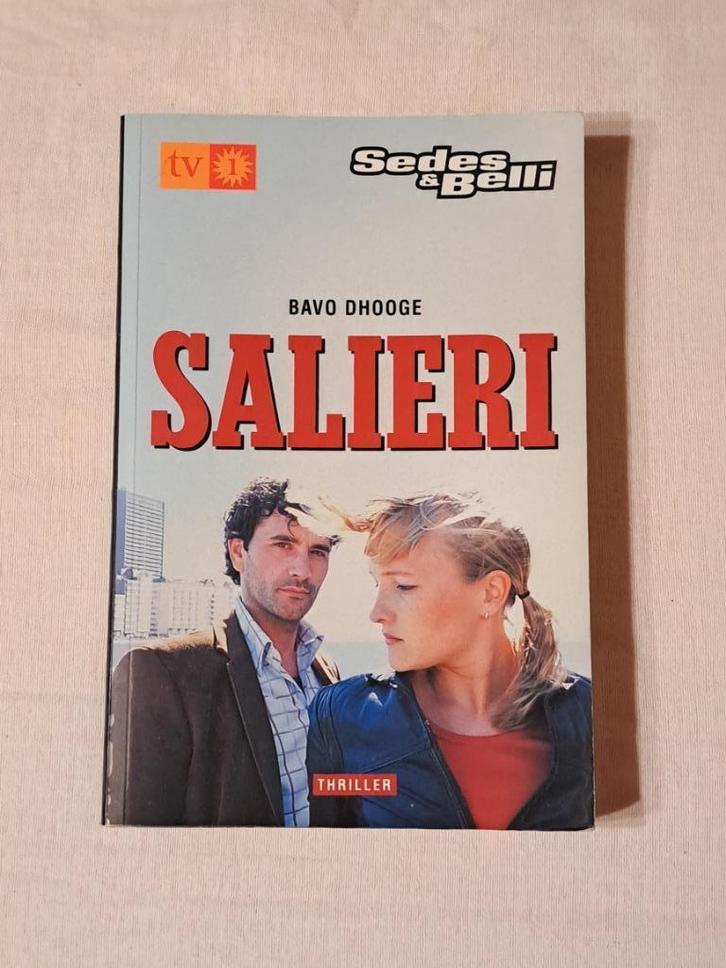 tv 1
Sedes
& Belli
BAVO DHOOGE
SALIERI
THRILLER